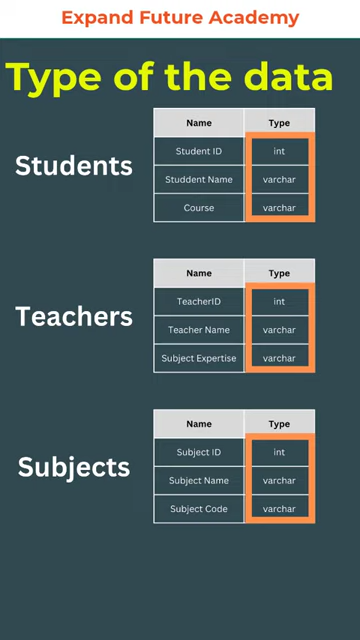 Expand Future Academy
Type of the data
Students
Name Type
Student ID int
Studdent Name varchar
Course varchar
Teachers
Name Type
TeacherID int
Teacher Name varchar
Subject Expertise varchar
Subjects
Name Type
Subject ID int
Subject Name varchar
Subject Code varchar